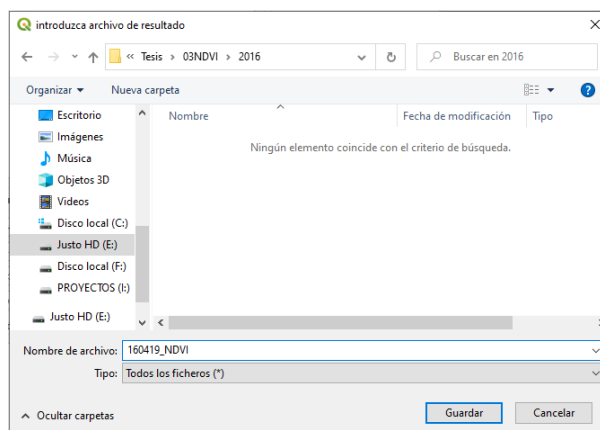 introduzca archivo de resultado
« Tesis › 03NDVI › 2016
Buscar en 2016
Organizar Nueva carpeta
Nombre Fecha de modificación Tipo
Ningún elemento coincide con el criterio de búsqueda.
Escritorio
Imágenes
Música
Objetos 3D
Videos
Disco local (C:)
Justo HD (E:)
Disco local (F:)
PROYECTOS (I:)
Justo HD (E:)
Nombre de archivo: 160419_NDVI
Tipo: Todos los ficheros (*)
Ocultar carpetas
Guardar Cancelar